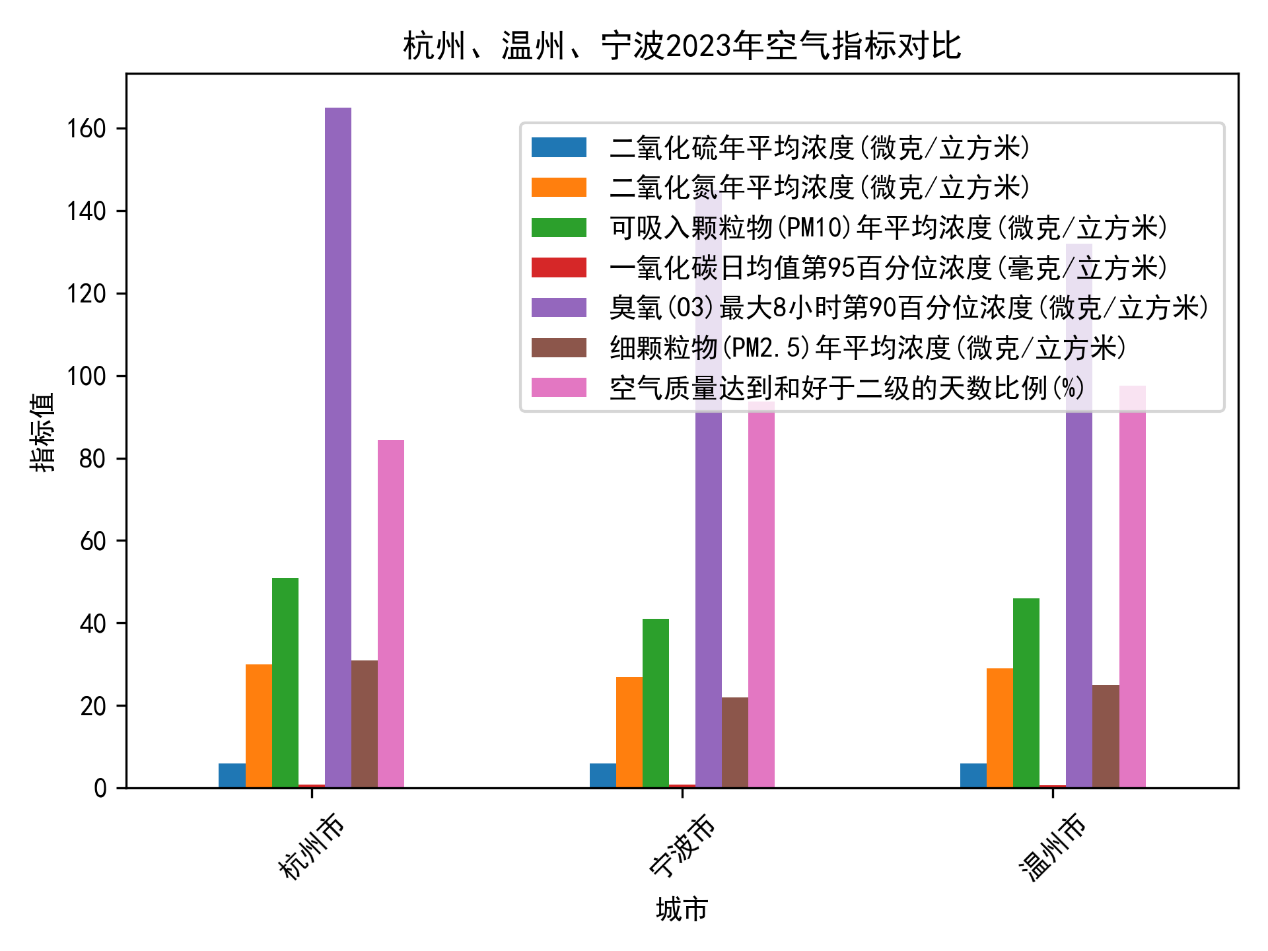 杭州、温州、宁波2023年空气指标对比
160
140
120
100
80
60
40
20
0
指标值
二氧化硫年平均浓度(微克/立方米)
二氧化氮年平均浓度(微克/立方米)
可吸入颗粒物(PM10)年平均浓度(微克/立方米)
一氧化碳日均值第95百分位浓度(毫克/立方米)
臭氧(O3)最大8小时第90百分位浓度(微克/立方米)
细颗粒物(PM2.5)年平均浓度(微克/立方米)
空气质量达到和好于二级的天数比例(%)
杭州市
宁波市
温州市
城市